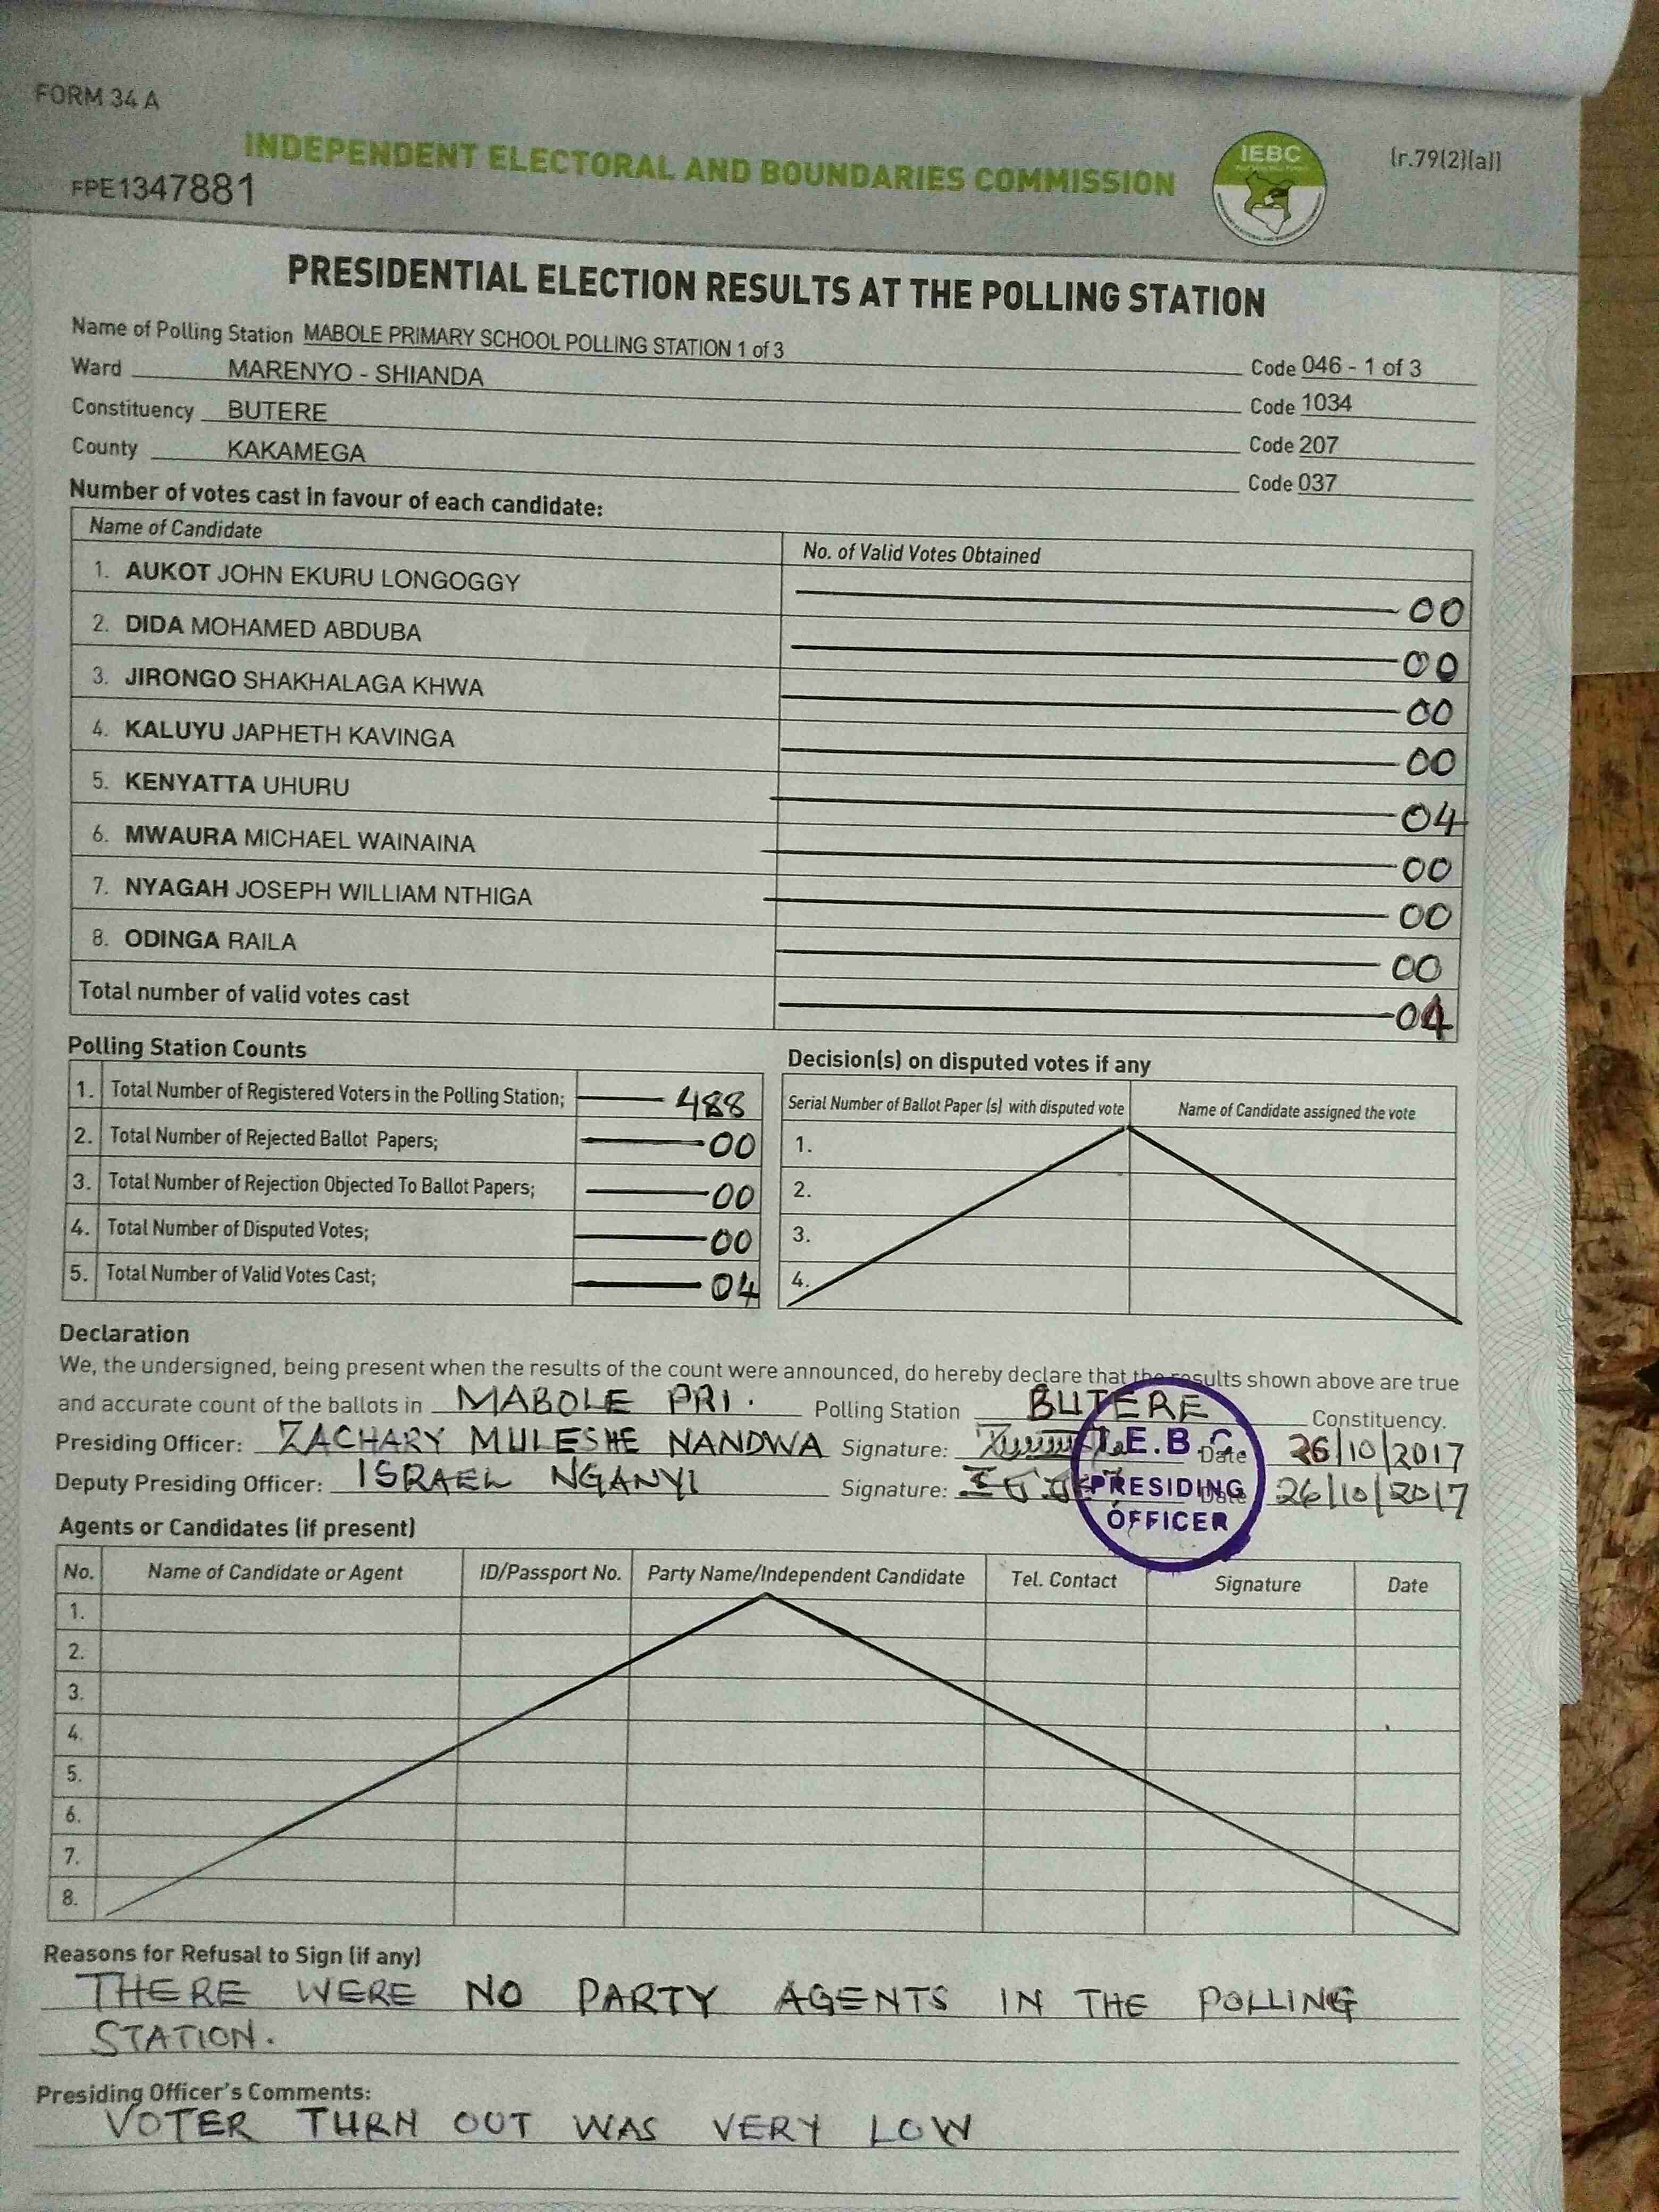 FORM 34 A
INDEPENDENT ELECTORAL AND BOUNDARIES COMMISSION
IEBC
(r.79(2)(a))
FPE1347881
PRESIDENTIAL ELECTION RESULTS AT THE POLLING STATION
Name of Polling Station MABOLE PRIMARY SCHOOL POLLING STATION 1 of 3 Code 046 - 1 of 3
Ward MARENYO - SHIANDA Code 1034
Constituency BUTERE Code 207
County KAKAMEGA Code 037
Number of votes cast in favour of each candidate:
Name of Candidate No. of Valid Votes Obtained
1. AUKOT JOHN EKURU LONGOGGY 00
2. DIDA MOHAMED ABDUBA 00
3. JIRONGO SHAKHALAGA KHWA 00
4. KALUYU JAPHETH KAVINGA 00
5. KENYATTA UHURU 04
6. MWAURA MICHAEL WAINAINA 00
7. NYAGAH JOSEPH WILLIAM NTHIGA 00
8. ODINGA RAILA 00
Total number of valid votes cast 04
Polling Station Counts
1. Total Number of Registered Voters in the Polling Station; 488
2. Total Number of Rejected Ballot Papers; 00
3. Total Number of Rejection Objected To Ballot Papers; 00
4. Total Number of Disputed Votes; 00
5. Total Number of Valid Votes Cast; 04
Decision(s) on disputed votes if any
Serial Number of Ballot Paper (s) with disputed vote Name of Candidate assigned the vote
1.
2.
3.
4.
Declaration
We, the undersigned, being present when the results of the count were announced, do hereby declare that the results shown above are true
and accurate count of the ballots in MABOLE PRI. Polling Station BUTERE Constituency.
Presiding Officer: ZACHARY MULESHE NANDWA Signature: Date 26/10/2017
Deputy Presiding Officer: ISRAEL NGANYI Signature: Date 26/10/2017
I.E.B.C
PRESIDING
OFFICER
Agents or Candidates (if present)
No. Name of Candidate or Agent ID/Passport No. Party Name/Independent Candidate Tel. Contact Signature Date
1.
2.
3.
4.
5.
6.
7.
8.
Reasons for Refusal to Sign (if any)
THERE WERE NO PARTY AGENTS IN THE POLLING
STATION.
Presiding Officer's Comments:
VOTER TURN OUT WAS VERY LOW